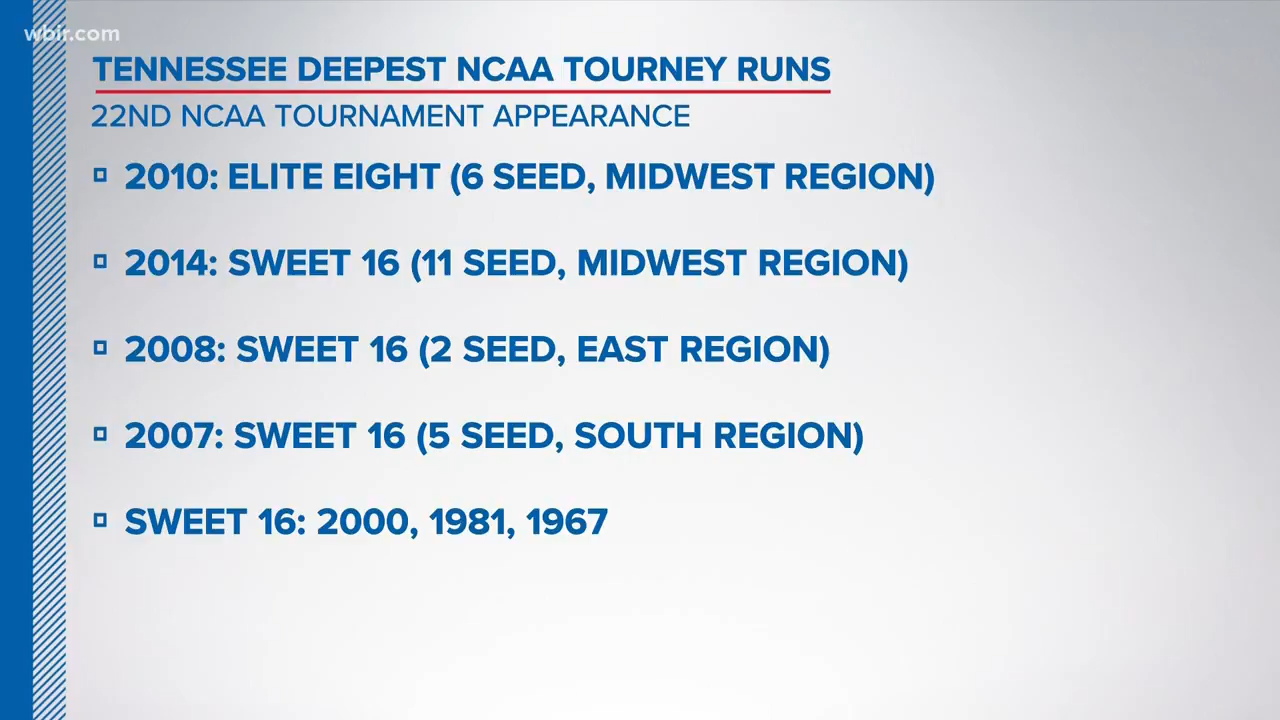 wbir.com
TENNESSEE DEEPEST NCAA TOURNEY RUNS
22ND NCAA TOURNAMENT APPEARANCE
2010: ELITE EIGHT (6 SEED, MIDWEST REGION)
2014: SWEET 16 (11 SEED, MIDWEST REGION)
2008: SWEET 16 (2 SEED, EAST REGION)
2007: SWEET 16 (5 SEED, SOUTH REGION)
SWEET 16: 2000, 1981, 1967